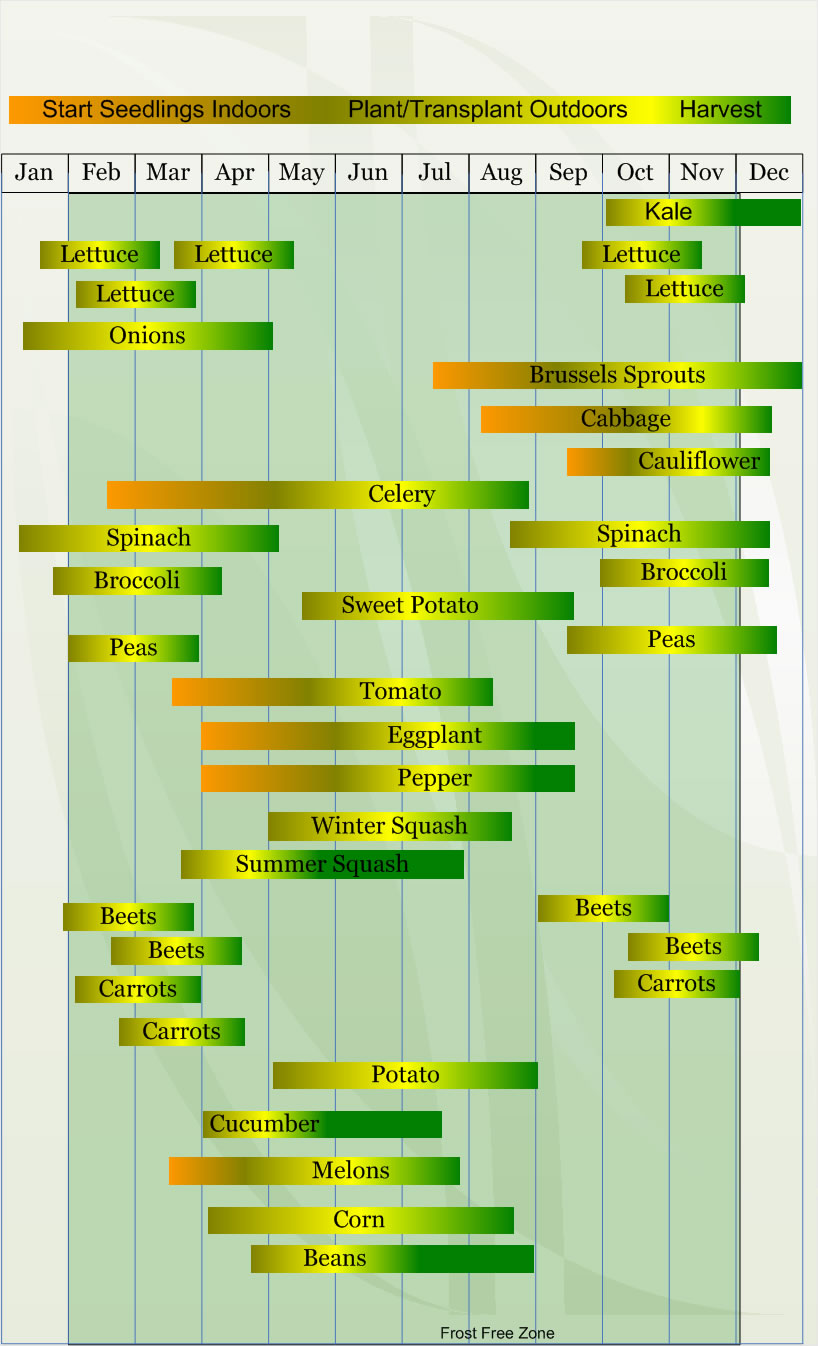 Start Seedlings Indoors Plant/Transplant Outdoors Harvest
Jan Feb Mar Apr May Jun Jul Aug Sep Oct Nov Dec
Kale
Lettuce Lettuce Lettuce
Lettuce Lettuce
Onions
Brussels Sprouts
Cabbage
Cauliflower
Celery
Spinach Spinach
Broccoli Broccoli
Sweet Potato
Peas Peas
Tomato
Eggplant
Pepper
Winter Squash
Summer Squash
Beets Beets
Beets Beets
Carrots Carrots
Carrots
Potato
Cucumber
Melons
Corn
Beans
Frost Free Zone